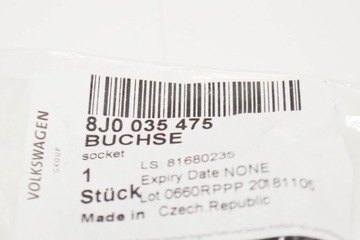 VOLKSWAGEN
GROUP
8J0 035 475
BUCHSE
socket
LS: 81680235
1
Expiry Date:NONE
Stück
Lot 0660RPPP 20181105
Made in Czech.Republic